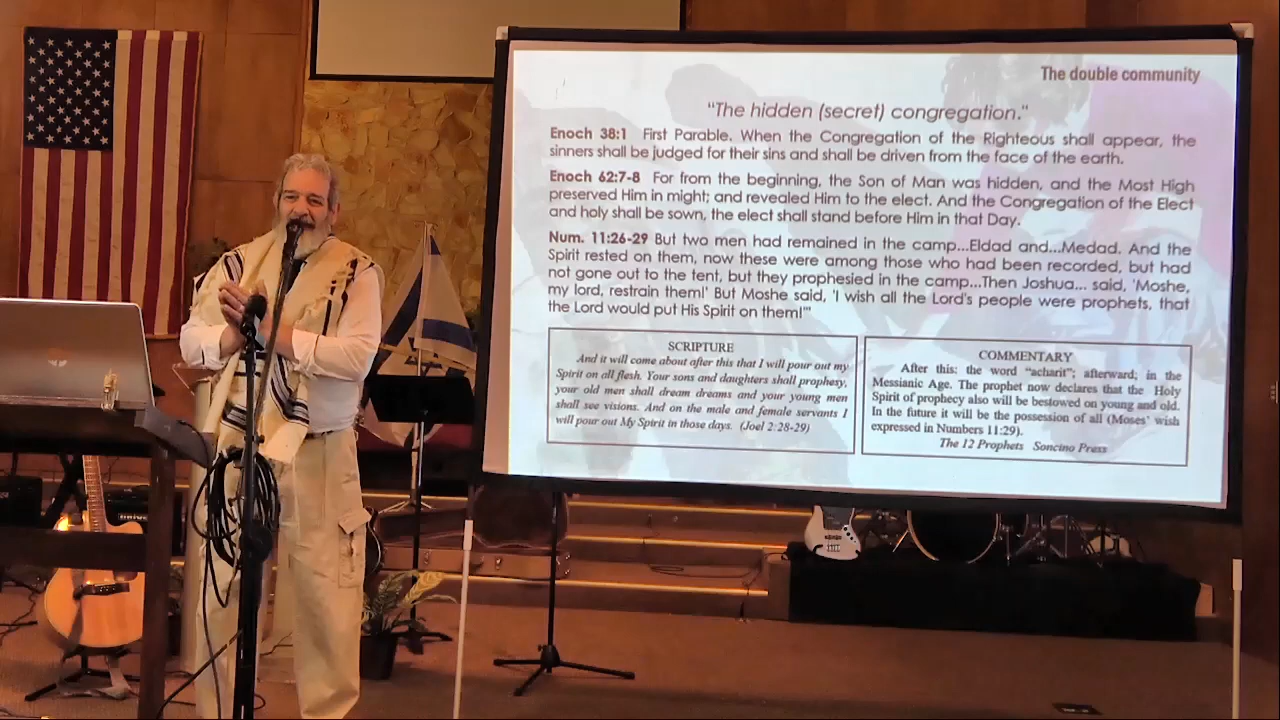 The double community
“The hidden (secret) congregation.”
Enoch 38:1 First Parable. When the Congregation of the Righteous shall appear, the
sinners shall be judged for their sins and shall be driven from the face of the earth.
Enoch 62:7-8 For from the beginning, the Son of Man was hidden, and the Most High
preserved Him in might; and revealed Him to the elect. And the Congregation of the Elect
and holy shall be sown, the elect shall stand before Him in that Day.
Num. 11:26-29 But two men had remained in the camp...Eldad and...Medad. And the
Spirit rested on them, now these were among those who had been recorded, but had
not gone out to the tent, but they prophesied in the camp...Then Joshua... said, 'Moshe,
my lord, restrain them!' But Moshe said, 'I wish all the Lord's people were prophets, that
the Lord would put His Spirit on them!'"
SCRIPTURE
And it will come about after this that I will pour out my
Spirit on all flesh. Your sons and daughters shall prophesy,
your old men shall dream dreams and your young men
shall see visions. And on the male and female servants I
will pour out My Spirit in those days. (Joel 2:28-29)
COMMENTARY
After this: the word "acharit"; afterward; in the
Messianic Age. The prophet now declares that the Holy
Spirit of prophecy also will be bestowed on young and old.
In the future it will be the possession of all (Moses' wish
expressed in Numbers 11:29).
The 12 Prophets Soncino Press